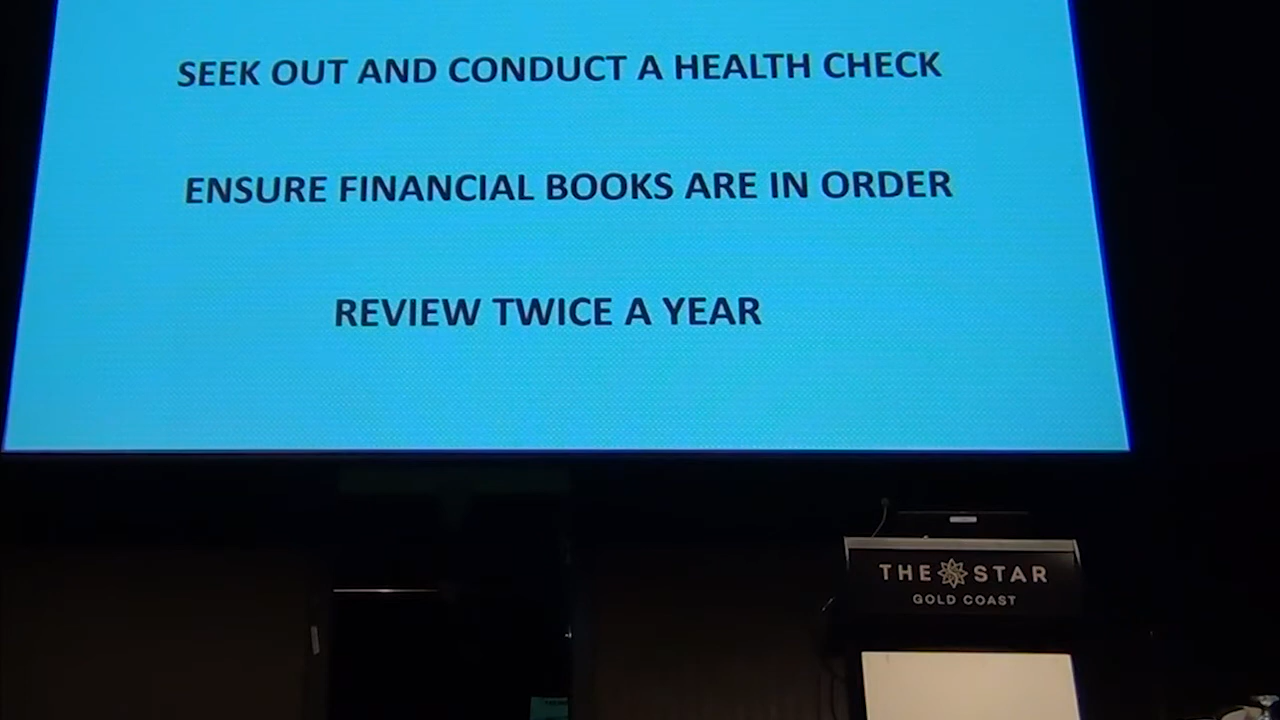 SEEK OUT AND CONDUCT A HEALTH CHECK
ENSURE FINANCIAL BOOKS ARE IN ORDER
REVIEW TWICE A YEAR
THE STAR
GOLD COAST